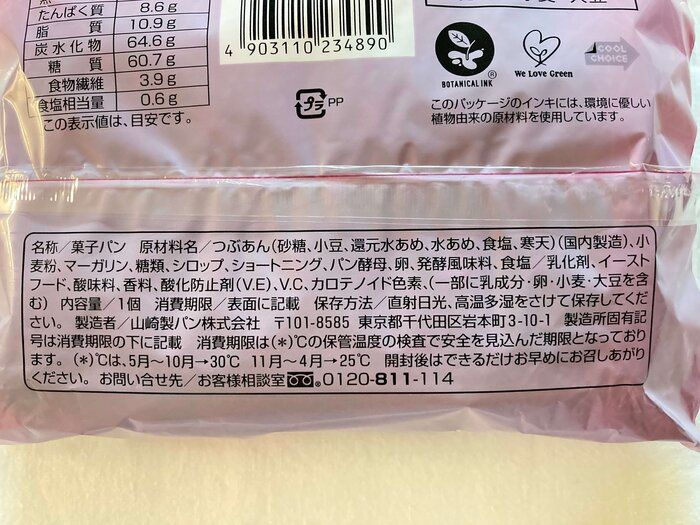 たんぱく質 8.6g
脂質 10.9g
炭水化物 64.6g
糖質 60.7g
食物繊維 3.9g
食塩相当量 0.6g
この表示値は、目安です。
4 903110 234890
プラ PP
BOTANICAL INK ®
We Love Green
COOL CHOICE
このパッケージのインキには、環境に優しい
植物由来の原材料を使用しています。
名称/菓子パン 原材料名/つぶあん(砂糖、小豆、還元水あめ、水あめ、食塩、寒天)(国内製造)、小
麦粉、マーガリン、糖類、シロップ、ショートニング、パン酵母、卵、発酵風味料、食塩/乳化剤、イースト
フード、酸味料、香料、酸化防止剤(V.E)、V.C、カロテノイド色素、(一部に乳成分・卵・小麦・大豆を含
む) 内容量/1個 消費期限/表面に記載 保存方法/直射日光、高温多湿をさけて保存してくださ
い。 製造者/山崎製パン株式会社 〒101-8585 東京都千代田区岩本町3-10-1 製造所固有記
号は消費期限の下に記載 消費期限は(*)℃の保管温度の検査で安全を見込んだ期限となっており
ます。(*)℃は、5月〜10月→30℃ 11月〜4月→25℃ 開封後はできるだけお早めにお召しあがり
ください。 お問い合せ先/お客様相談室 0120-811-114